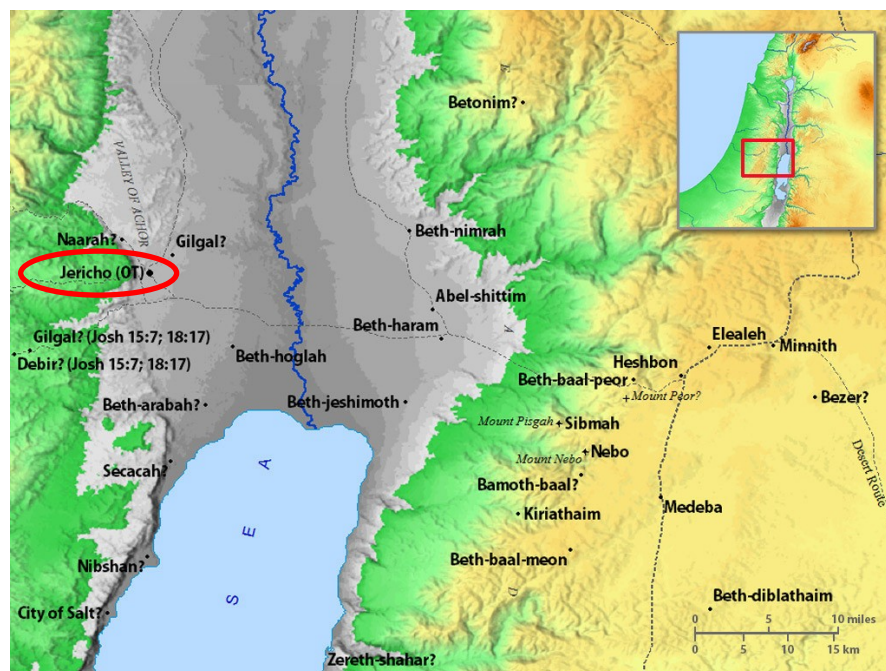 Betonim?
VALLEY OF ACHOR
Naarah?
Gilgal?
Beth-nimrah
Jericho (OT)
Abel-shittim
Beth-haram
Gilgal? (Josh 15:7; 18:17)
Debir? (Josh 15:7; 18:17)
Beth-hoglah
Elealeh
Minnith
Heshbon
Beth-baal-peor
Mount Peor?
Bezer?
Beth-arabah?
Beth-jeshimoth
Mount Pisgah
Sibmah
Desert Route
Nebo
Mount Nebo
Secacah?
Bamoth-baal?
Medeba
Kiriathaim
SEA
Beth-baal-meon
Nibshan?
D
Beth-diblathaim
City of Salt?
0 5 10 miles
0 5 10 15 km
Zereth-shahar?